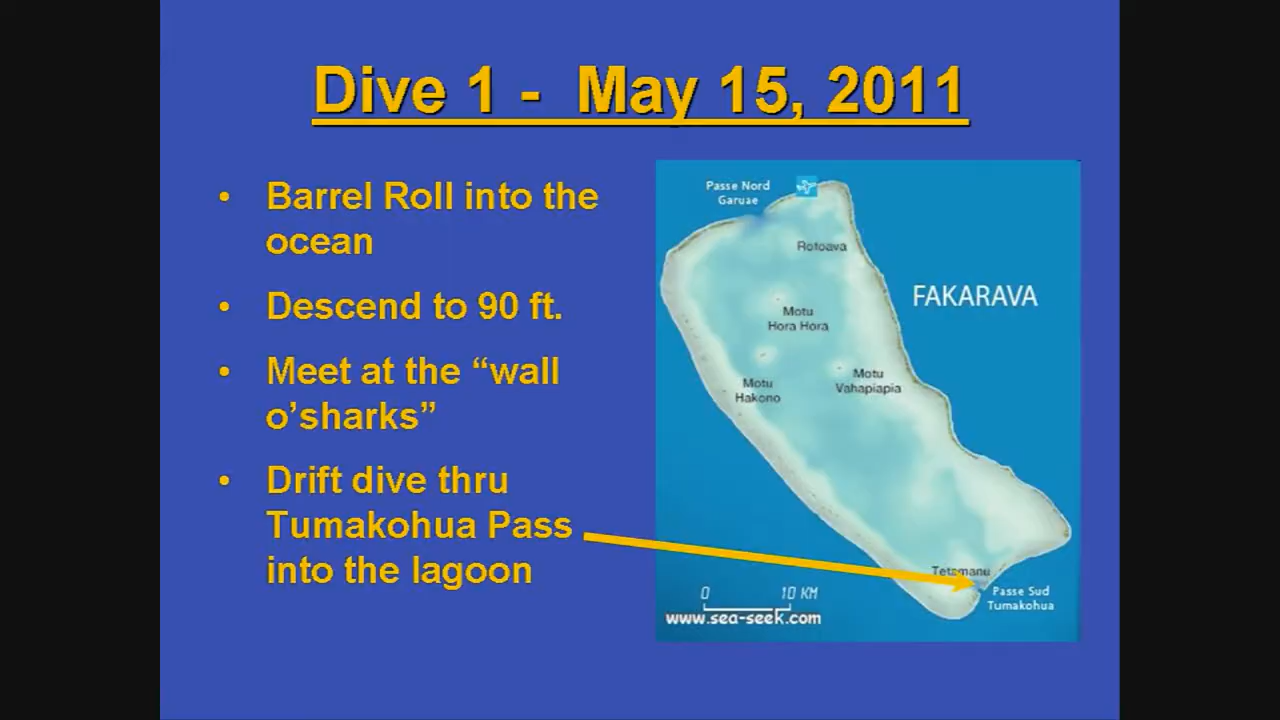 Dive 1 - May 15, 2011
• Barrel Roll into the
ocean
• Descend to 90 ft.
• Meet at the “wall
o’sharks”
• Drift dive thru
Tumakohua Pass
into the lagoon
Passe Nord
Garuae
Rotoava
FAKARAVA
Motu
Hora Hora
Motu
Vahapiapia
Motu
Hakono
Tetamanu
Passe Sud
Tumakohua
0 10 KM
www.sea-seek.com